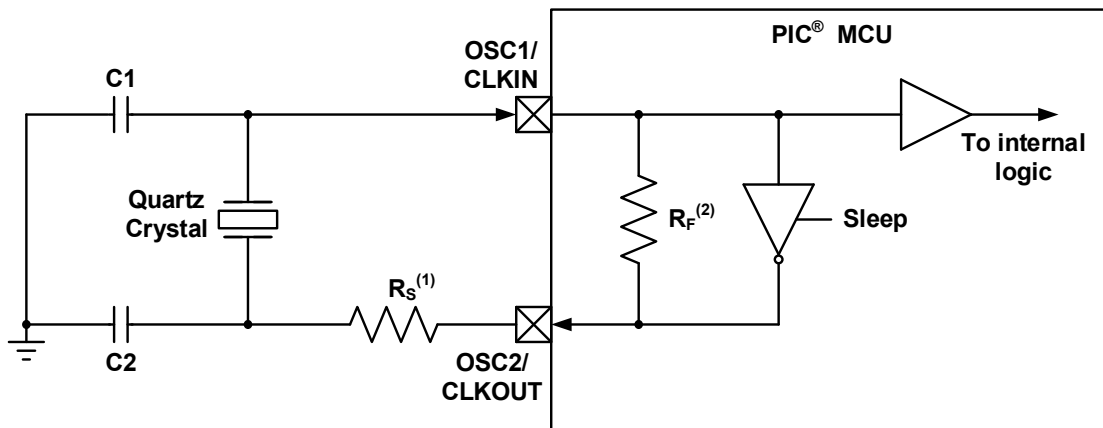 PIC® MCU
OSC1/
CLKIN
C1
To internal
logic
Quartz
Crystal
RF(2)
Sleep
RS(1)
C2
OSC2/
CLKOUT